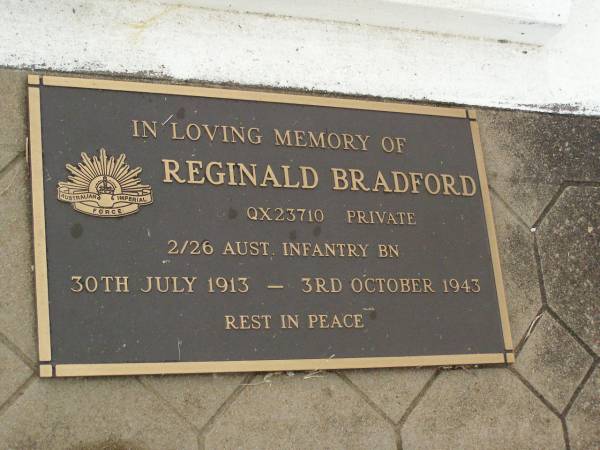 IN LOVING MEMORY OF
REGINALD BRADFORD
AUSTRALIAN IMPERIAL
FORCE
QX23710 PRIVATE
2/26 AUST. INFANTRY BN
30TH JULY 1913 — 3RD OCTOBER 1943
REST IN PEACE